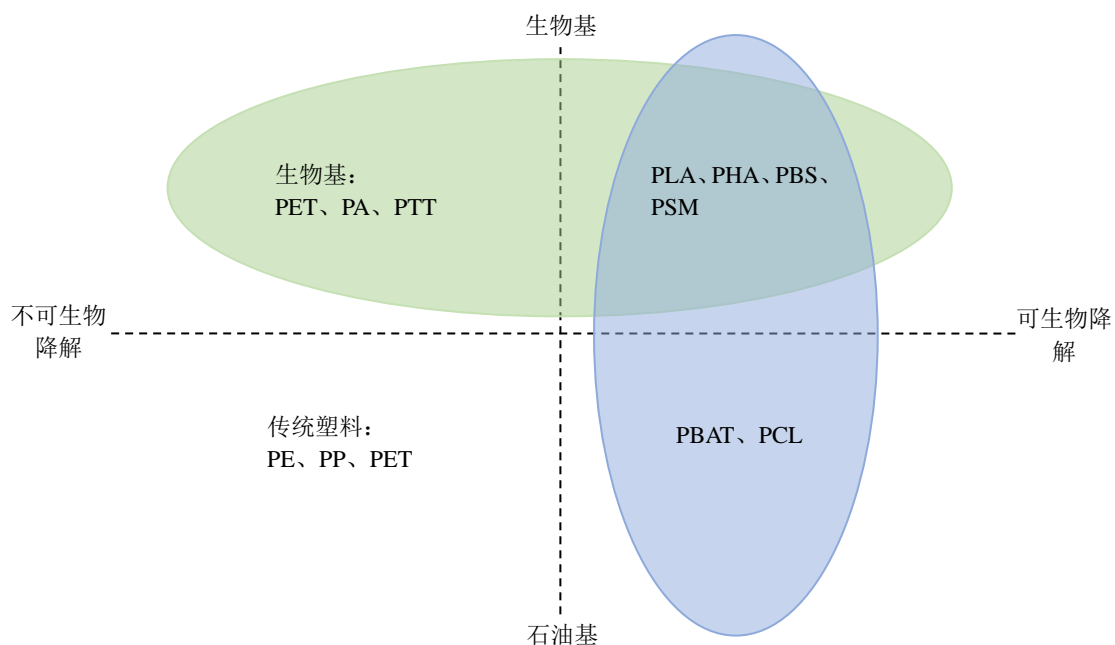 生物基
生物基：
PET、PA、PTT
PLA、PHA、PBS、
PSM
不可生物
降解
可生物降
解
传统塑料：
PE、PP、PET
PBAT、PCL
石油基